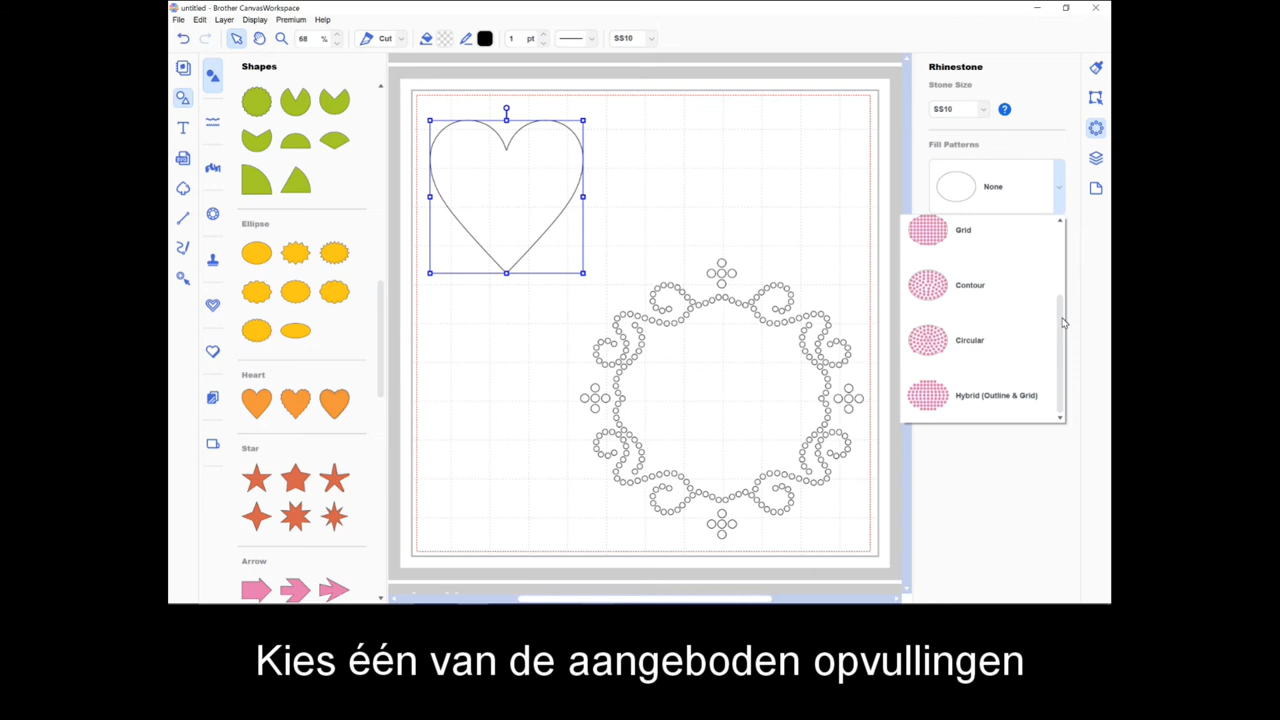 untitled - Brother CanvasWorkspace
File Edit Layer Display Premium Help
68 % Cut 1 pt SS10
Shapes
Ellipse
Heart
Star
Arrow
Rhinestone
Stone Size
SS10
Fill Patterns
None
Grid
Contour
Circular
Hybrid (Outline & Grid)
Kies één van de aangeboden opvullingen